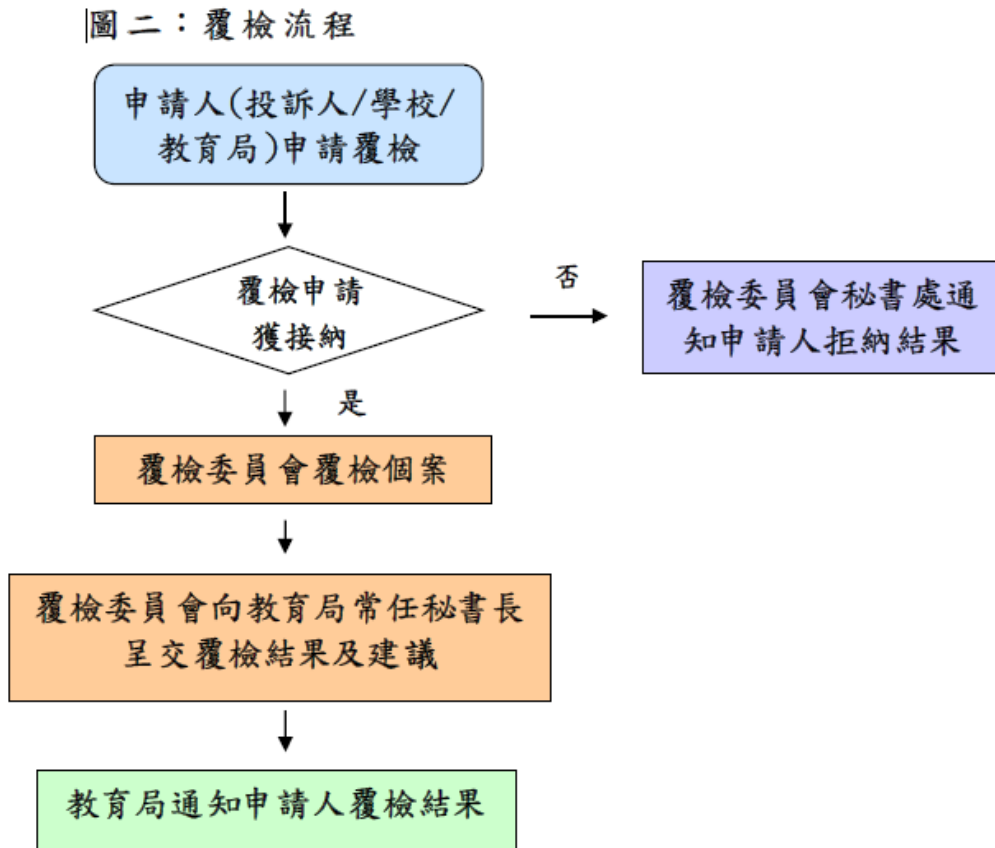 圖二：覆檢流程
申請人(投訴人/學校/
教育局)申請覆檢
覆檢申請
獲接納
否
覆檢委員會秘書處通
知申請人拒納結果
是
覆檢委員會覆檢個案
覆檢委員會向教育局常任秘書長
呈交覆檢結果及建議
教育局通知申請人覆檢結果